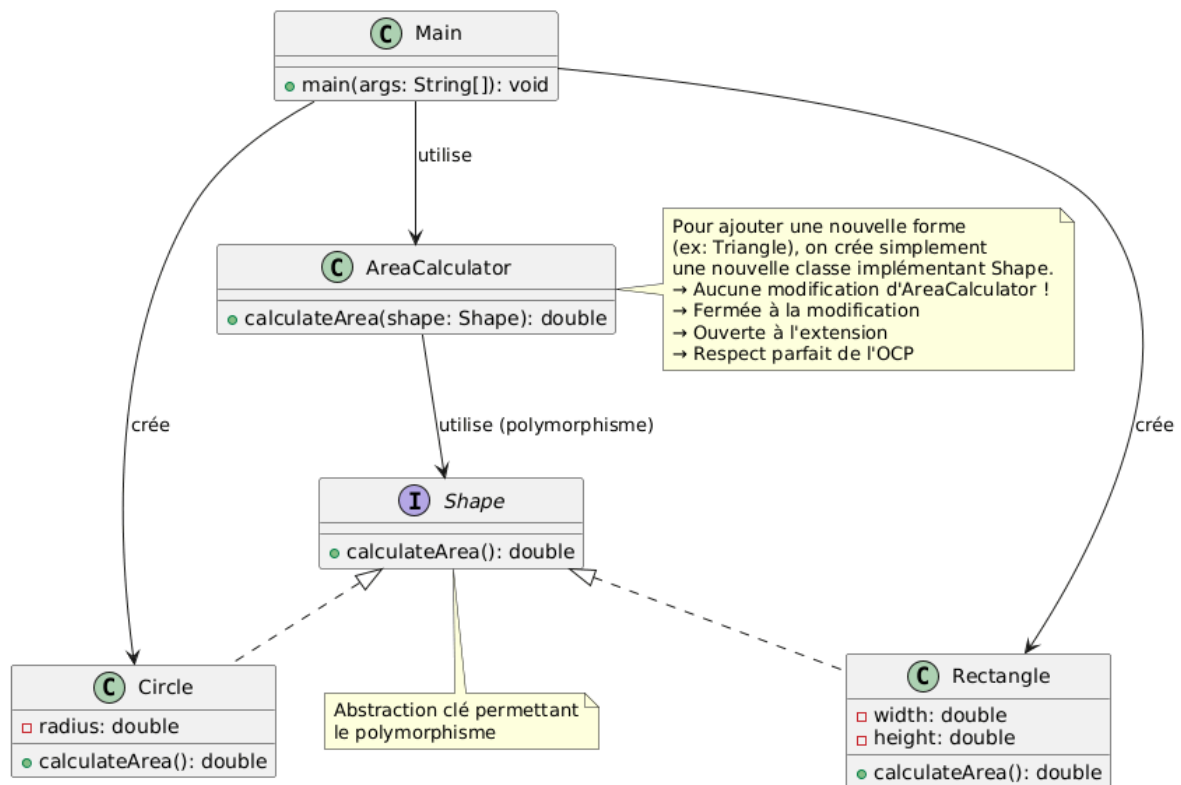 C Main
main(args: String[]): void
utilise
C AreaCalculator
calculateArea(shape: Shape): double
Pour ajouter une nouvelle forme
(ex: Triangle), on crée simplement
une nouvelle classe implémentant Shape.
→ Aucune modification d'AreaCalculator !
→ Fermée à la modification
→ Ouverte à l'extension
→ Respect parfait de l'OCP
crée
utilise (polymorphisme)
crée
I Shape
calculateArea(): double
C Circle
radius: double
calculateArea(): double
Abstraction clé permettant
le polymorphisme
C Rectangle
width: double
height: double
calculateArea(): double